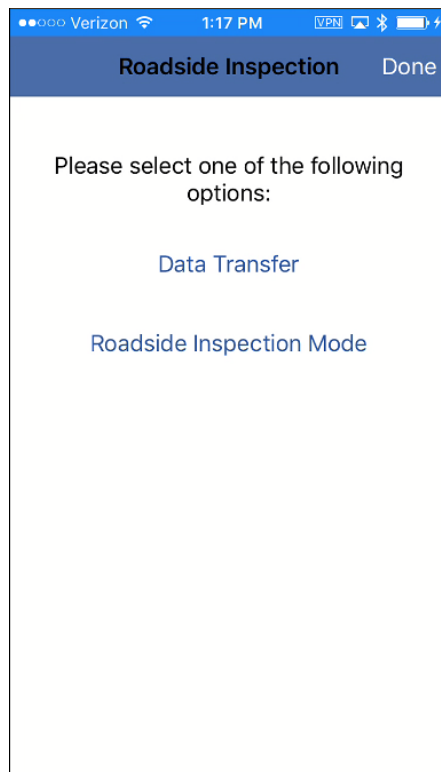 Verizon 1:17 PM VPN
Roadside Inspection Done
Please select one of the following
options:
Data Transfer
Roadside Inspection Mode